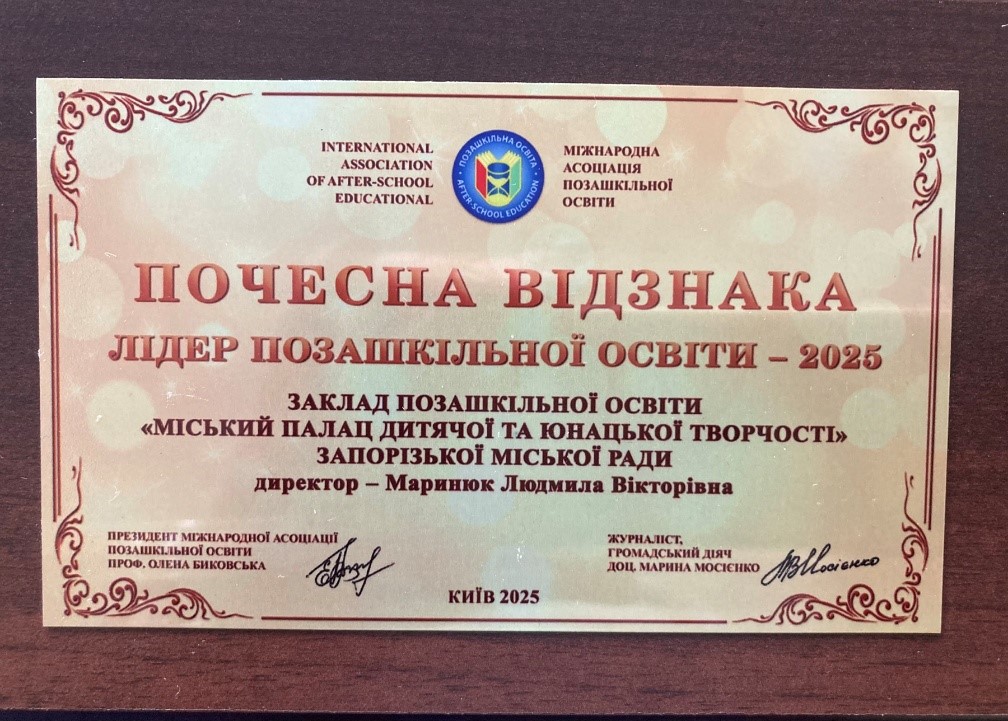 INTERNATIONAL
ASSOCIATION
OF AFTER-SCHOOL
EDUCATIONAL
ПОЗАШКІЛЬНА ОСВІТА
AFTER-SCHOOL EDUCATION
МІЖНАРОДНА
АСОЦІАЦІЯ
ПОЗАШКІЛЬНОЇ
ОСВІТИ
ПОЧЕСНА ВІДЗНАКА
ЛІДЕР ПОЗАШКІЛЬНОЇ ОСВІТИ – 2025
ЗАКЛАД ПОЗАШКІЛЬНОЇ ОСВІТИ
«МІСЬКИЙ ПАЛАЦ ДИТЯЧОЇ ТА ЮНАЦЬКОЇ ТВОРЧОСТІ»
ЗАПОРІЗЬКОЇ МІСЬКОЇ РАДИ
директор – Маринюк Людмила Вікторівна
ПРЕЗИДЕНТ МІЖНАРОДНОЇ АСОЦІАЦІЇ
ПОЗАШКІЛЬНОЇ ОСВІТИ
ПРОФ. ОЛЕНА БИКОВСЬКА
ЖУРНАЛІСТ,
ГРОМАДСЬКИЙ ДІЯЧ
ДОЦ. МАРИНА МОСІЄНКО
КИЇВ 2025